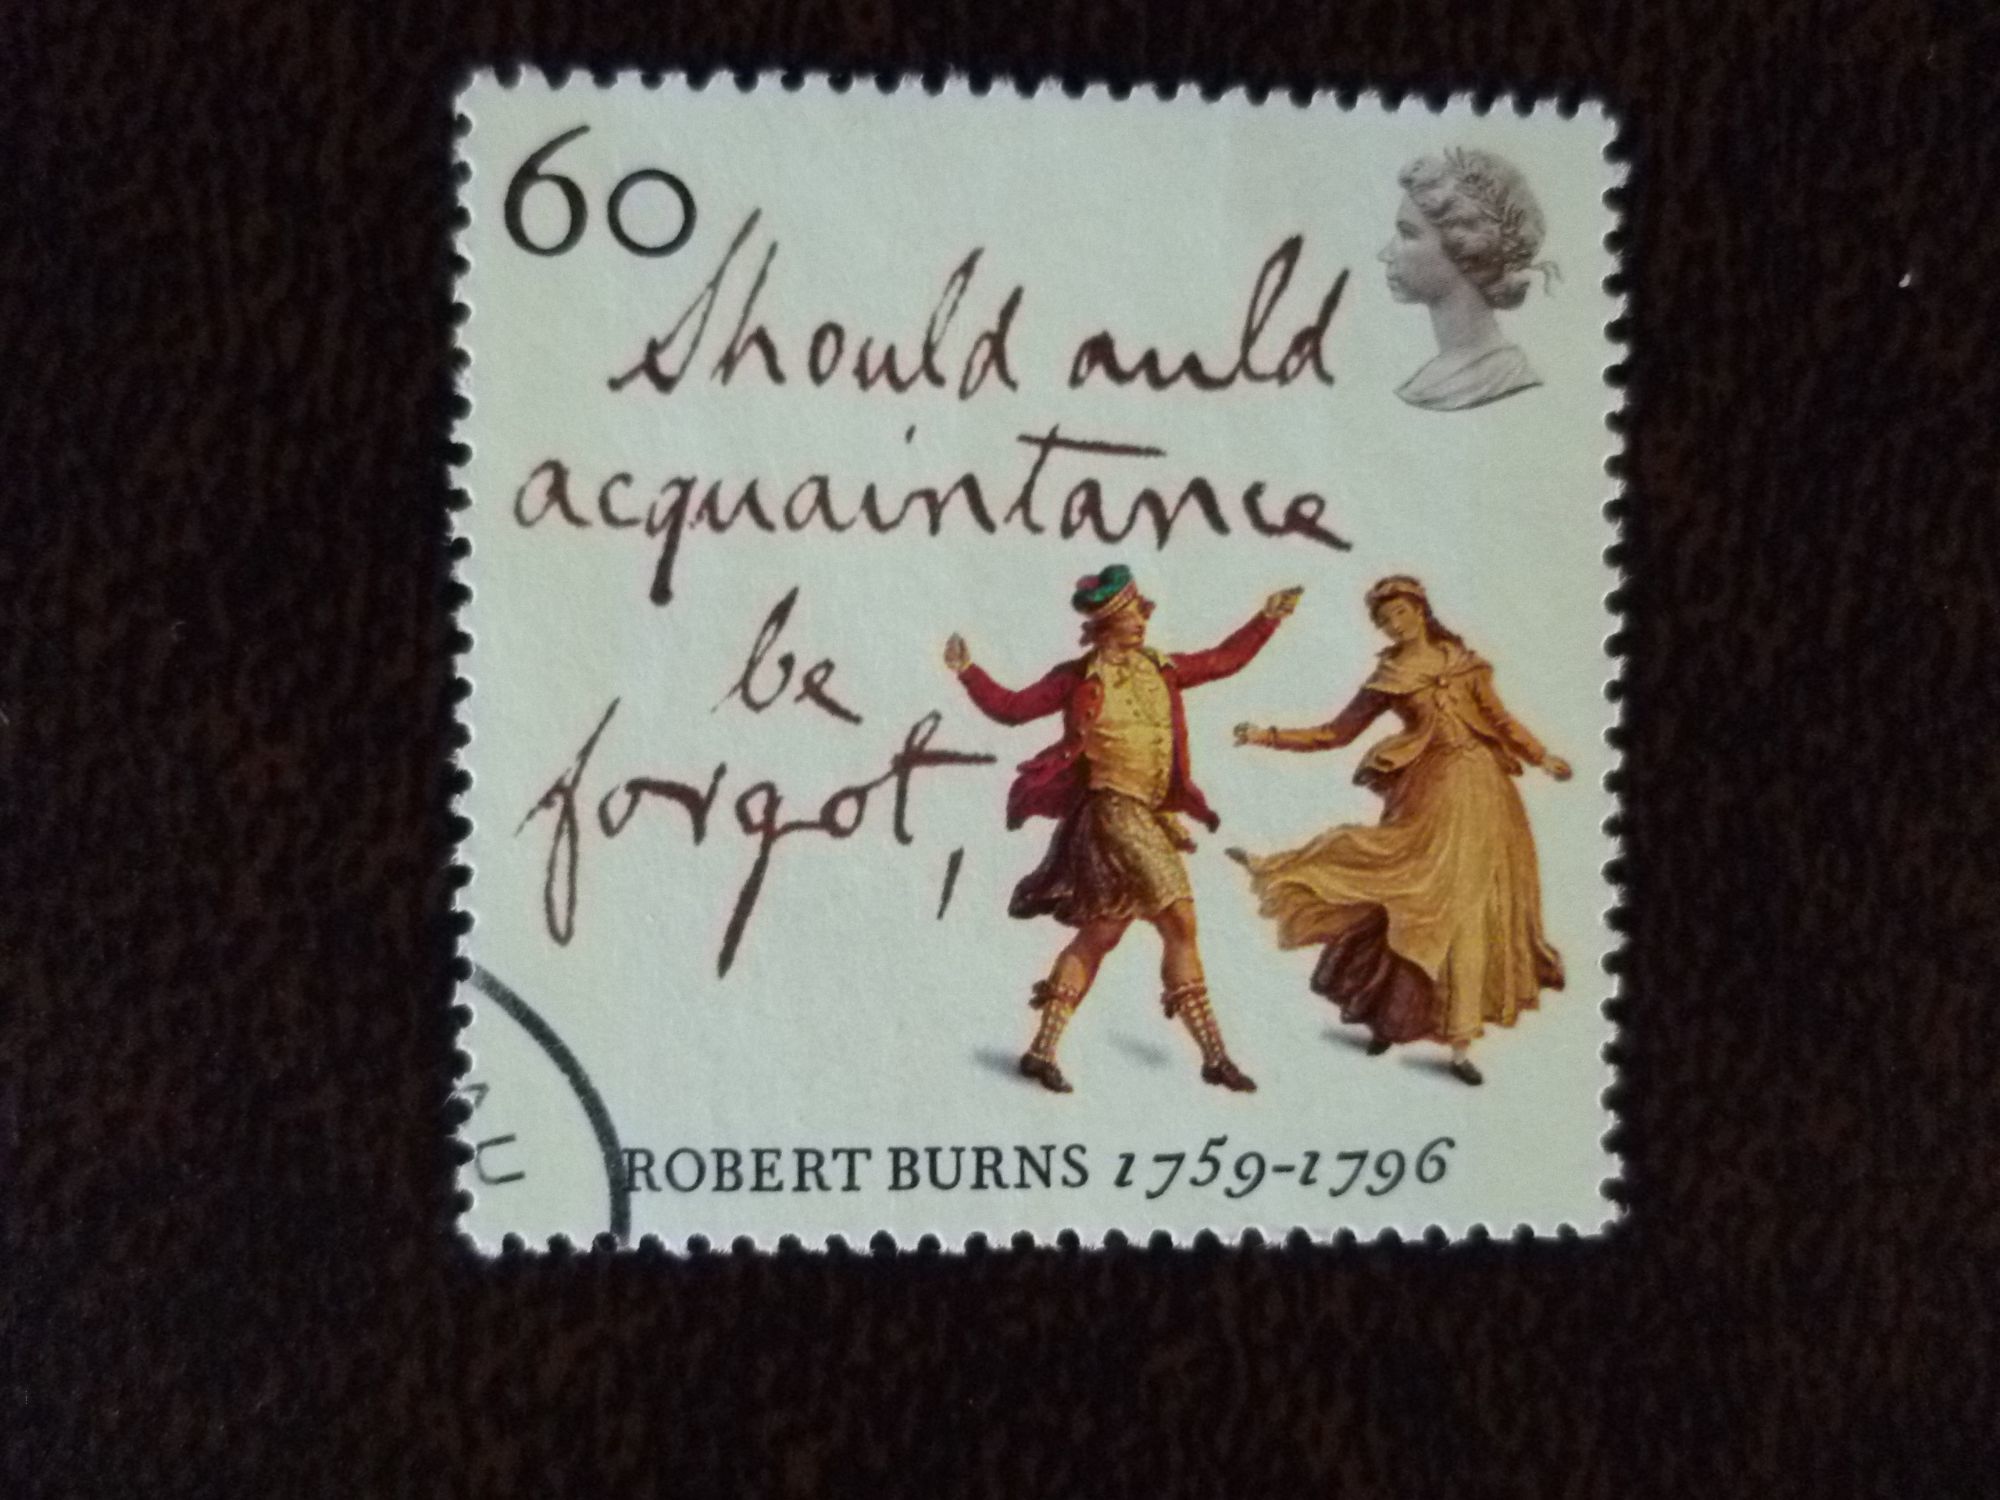 60
Should auld
acquaintance
be
forgot,
ROBERT BURNS 1759-1796